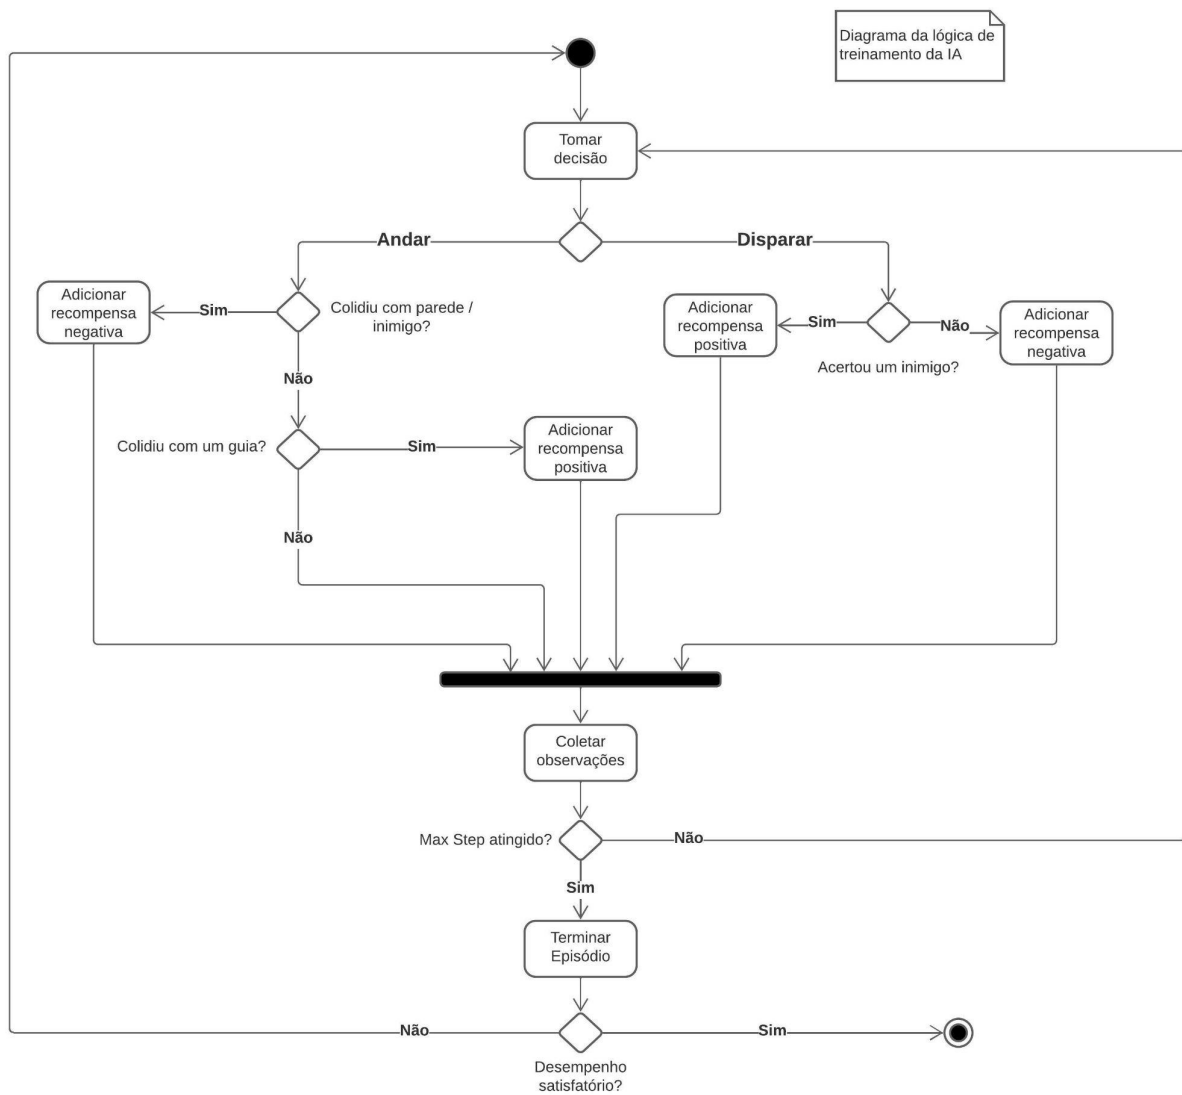 Diagrama da lógica de
treinamento da IA
Tomar
decisão
Andar
Disparar
Adicionar
recompensa
negativa
Sim
Colidiu com parede /
inimigo?
Adicionar
recompensa
positiva
Sim
Não
Adicionar
recompensa
negativa
Acertou um inimigo?
Não
Colidiu com um guia?
Sim
Adicionar
recompensa
positiva
Não
Coletar
observações
Max Step atingido?
Não
Sim
Terminar
Episódio
Não
Sim
Desempenho
satisfatório?